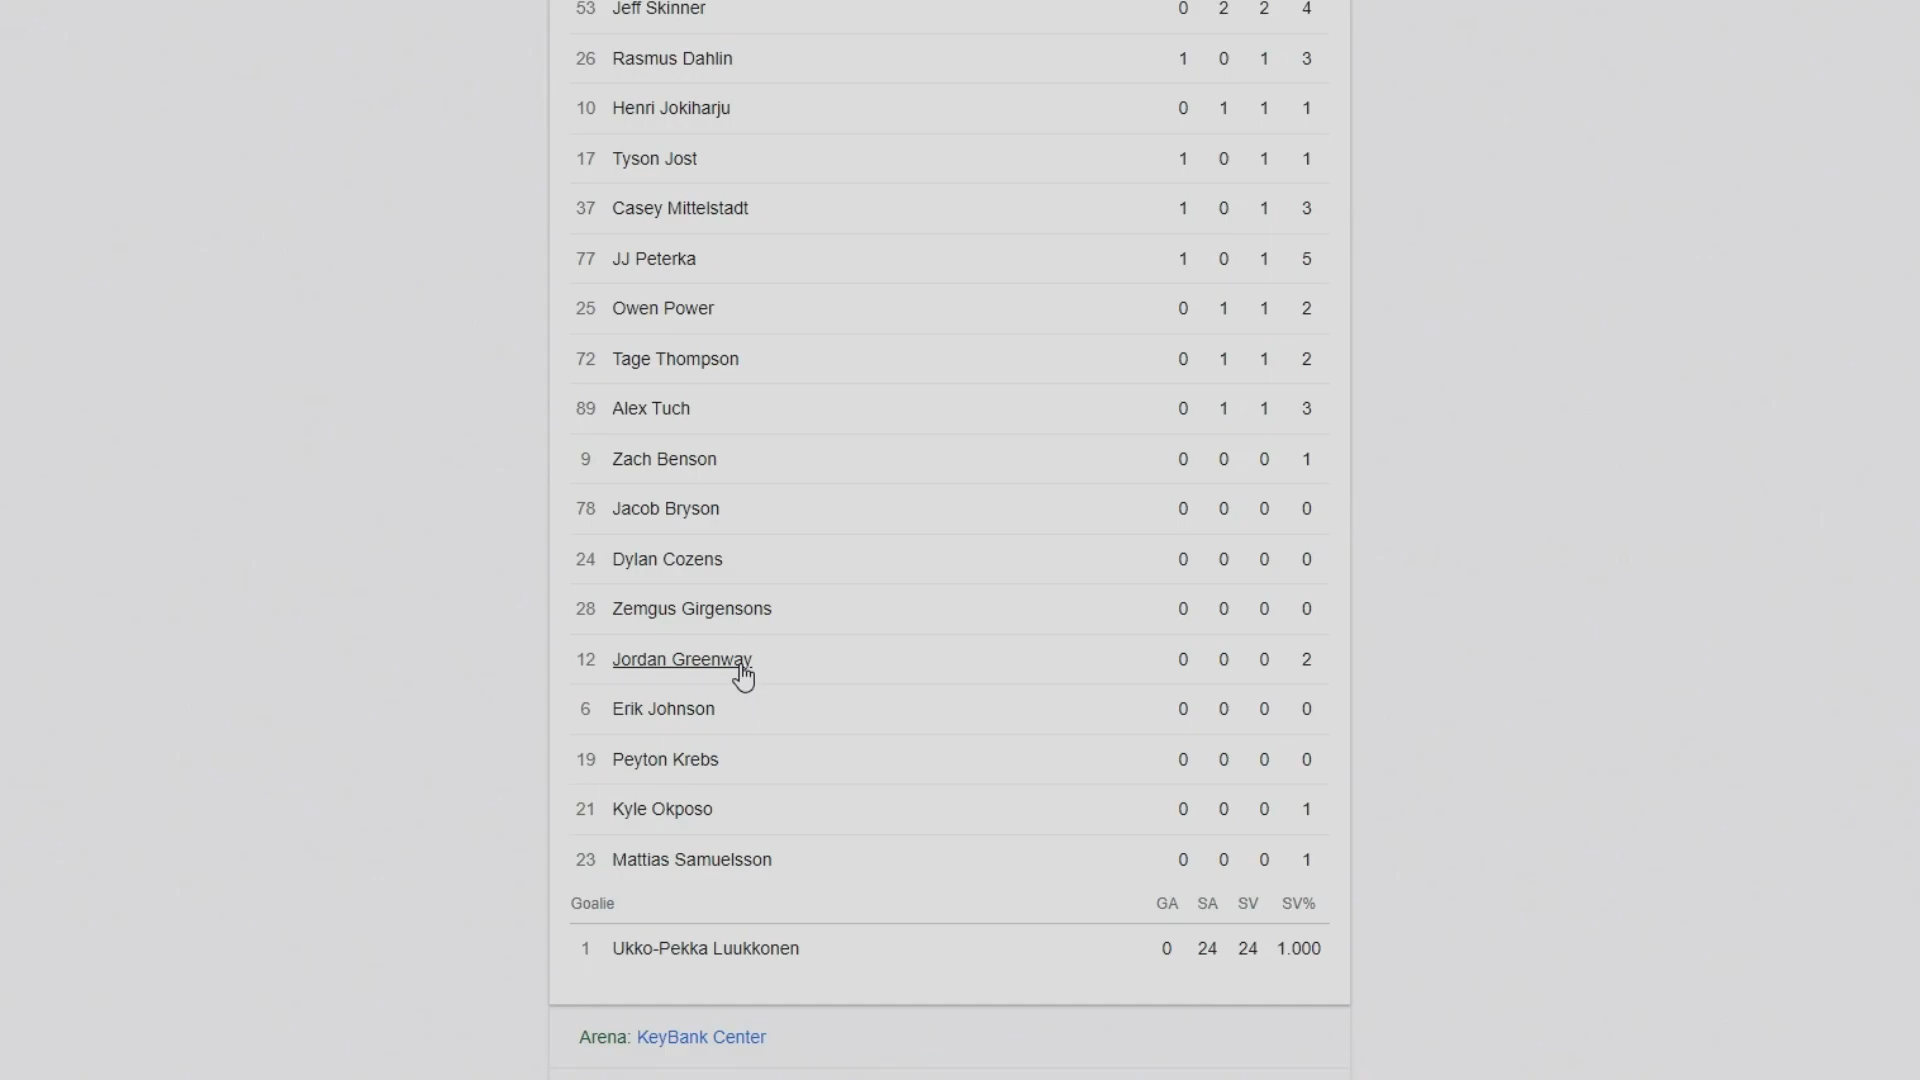 53 Jeff Skinner 0 2 2 4
26 Rasmus Dahlin 1 0 1 3
10 Henri Jokiharju 0 1 1 1
17 Tyson Jost 1 0 1 1
37 Casey Mittelstadt 1 0 1 3
77 JJ Peterka 1 0 1 5
25 Owen Power 0 1 1 2
72 Tage Thompson 0 1 1 2
89 Alex Tuch 0 1 1 3
9 Zach Benson 0 0 0 1
78 Jacob Bryson 0 0 0 0
24 Dylan Cozens 0 0 0 0
28 Zemgus Girgensons 0 0 0 0
12 Jordan Greenway 0 0 0 2
6 Erik Johnson 0 0 0 0
19 Peyton Krebs 0 0 0 0
21 Kyle Okposo 0 0 0 1
23 Mattias Samuelsson 0 0 0 1
Goalie GA SA SV SV%
1 Ukko-Pekka Luukkonen 0 24 24 1.000
Arena: KeyBank Center